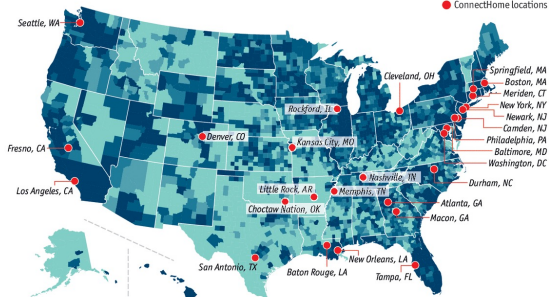 ConnectHome locations
Seattle, WA
Springfield, MA
Boston, MA
Cleveland, OH
Meriden, CT
New York, NY
Rockford, IL
Newark, NJ
Camden, NJ
Denver, CO
Kansas City, MO
Philadelphia, PA
Fresno, CA
Baltimore, MD
Washington, DC
Nashville, TN
Los Angeles, CA
Little Rock, AR
Memphis, TN
Durham, NC
Choctaw Nation, OK
Atlanta, GA
Macon, GA
New Orleans, LA
San Antonio, TX
Baton Rouge, LA
Tampa, FL